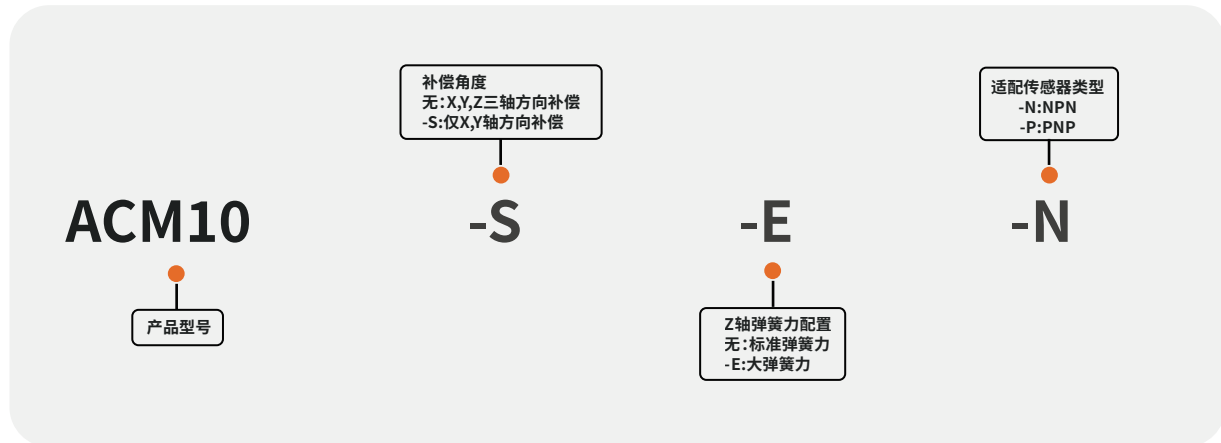 补偿角度
无:X,Y,Z三轴方向补偿
-S:仅X,Y轴方向补偿
适配传感器类型
-N:NPN
-P:PNP
ACM10 -S -E -N
产品型号
Z轴弹簧力配置
无:标准弹簧力
-E:大弹簧力